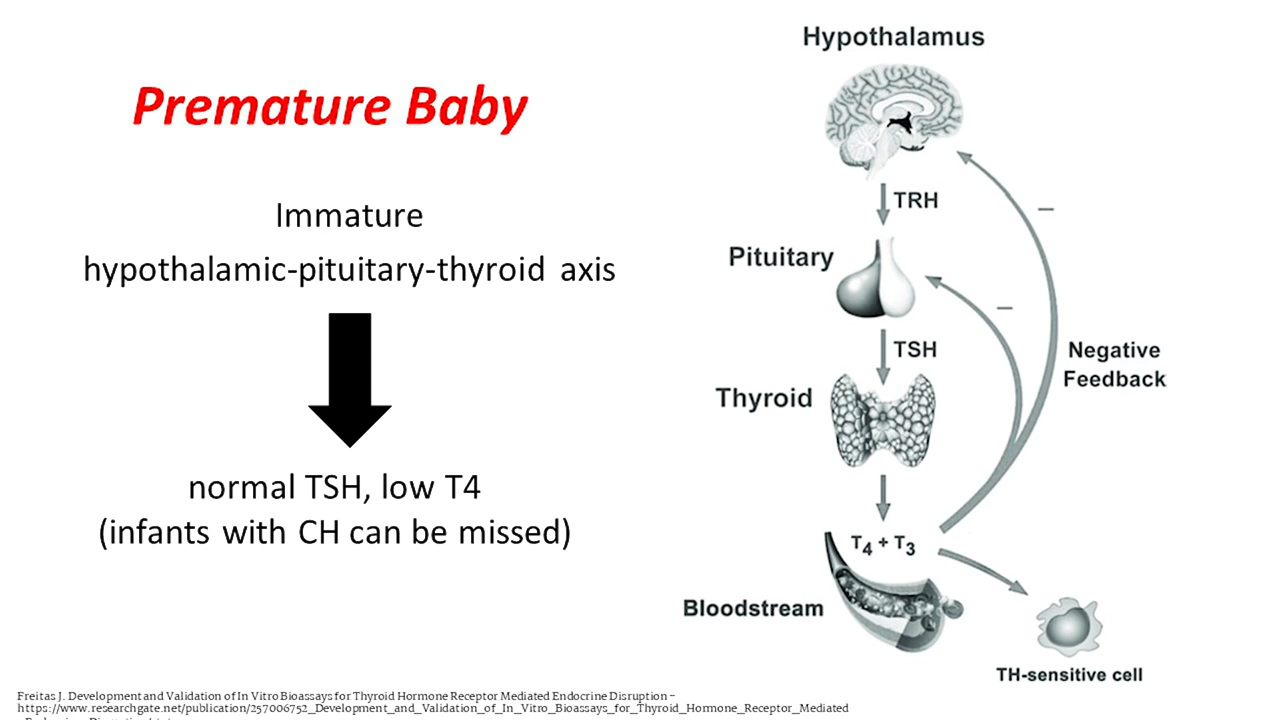 Premature Baby
Immature
hypothalamic-pituitary-thyroid axis
normal TSH, low T4
(infants with CH can be missed)
Hypothalamus
TRH
–
Pituitary
–
TSH
Negative
Feedback
Thyroid
T4 + T3
Bloodstream
TH-sensitive cell
Freitas J. Development and Validation of In Vitro Bioassays for Thyroid Hormone Receptor Mediated Endocrine Disruption –
https://www.researchgate.net/publication/257006752_Development_and_Validation_of_In_Vitro_Bioassays_for_Thyroid_Hormone_Receptor_Mediated